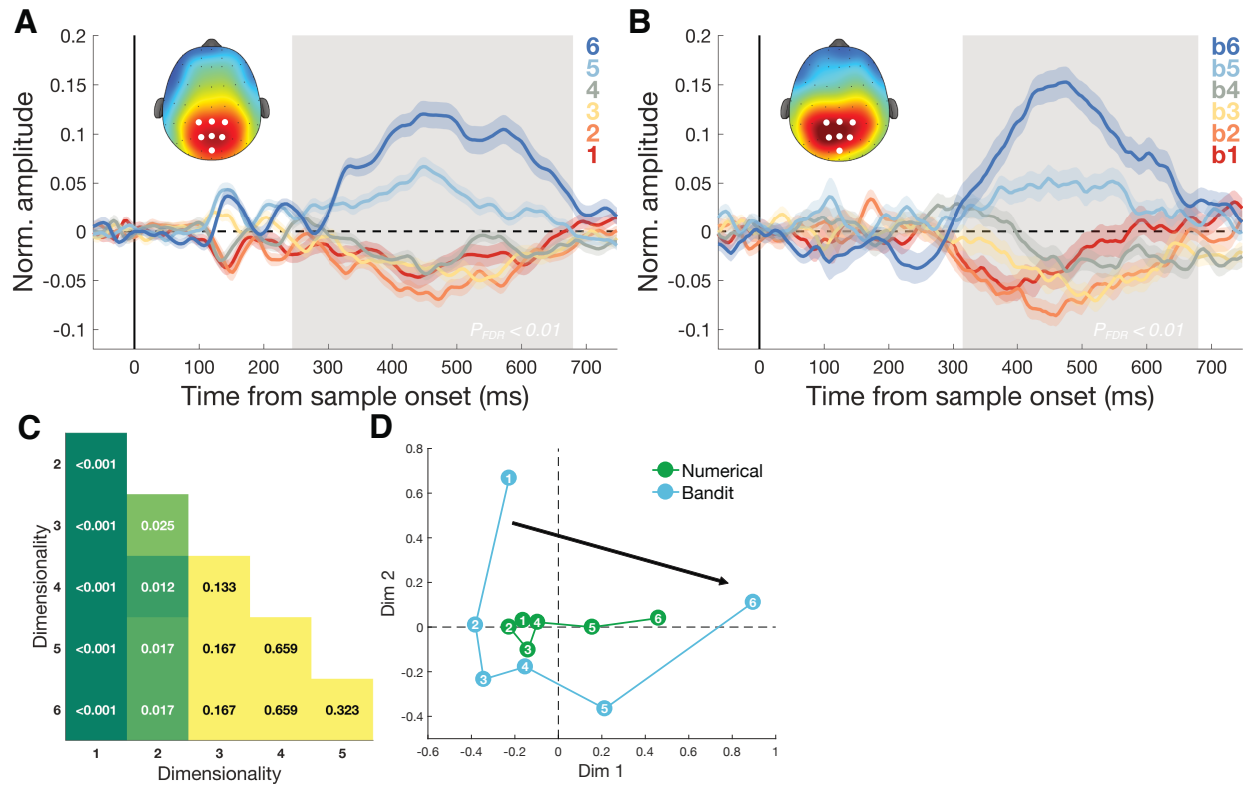 A
Norm. amplitude
0.2
0.15
0.1
0.05
0
-0.05
-0.1
6
5
4
3
2
1
P_FDR < 0.01
0 100 200 300 400 500 600 700
Time from sample onset (ms)
B
Norm. amplitude
0.2
0.15
0.1
0.05
0
-0.05
-0.1
b6
b5
b4
b3
b2
b1
P_FDR < 0.01
0 100 200 300 400 500 600 700
Time from sample onset (ms)
C
Dimensionality
2 <0.001
3 <0.001 0.025
4 <0.001 0.012 0.133
5 <0.001 0.017 0.167 0.659
6 <0.001 0.017 0.167 0.659 0.323
1 2 3 4 5
Dimensionality
D
Dim 2
0.8
0.6
0.4
0.2
0
-0.2
-0.4
Numerical
Bandit
1
6
2
2 1 4 5 6
3
3
4
5
-0.6 -0.4 -0.2 0 0.2 0.4 0.6 0.8 1
Dim 1